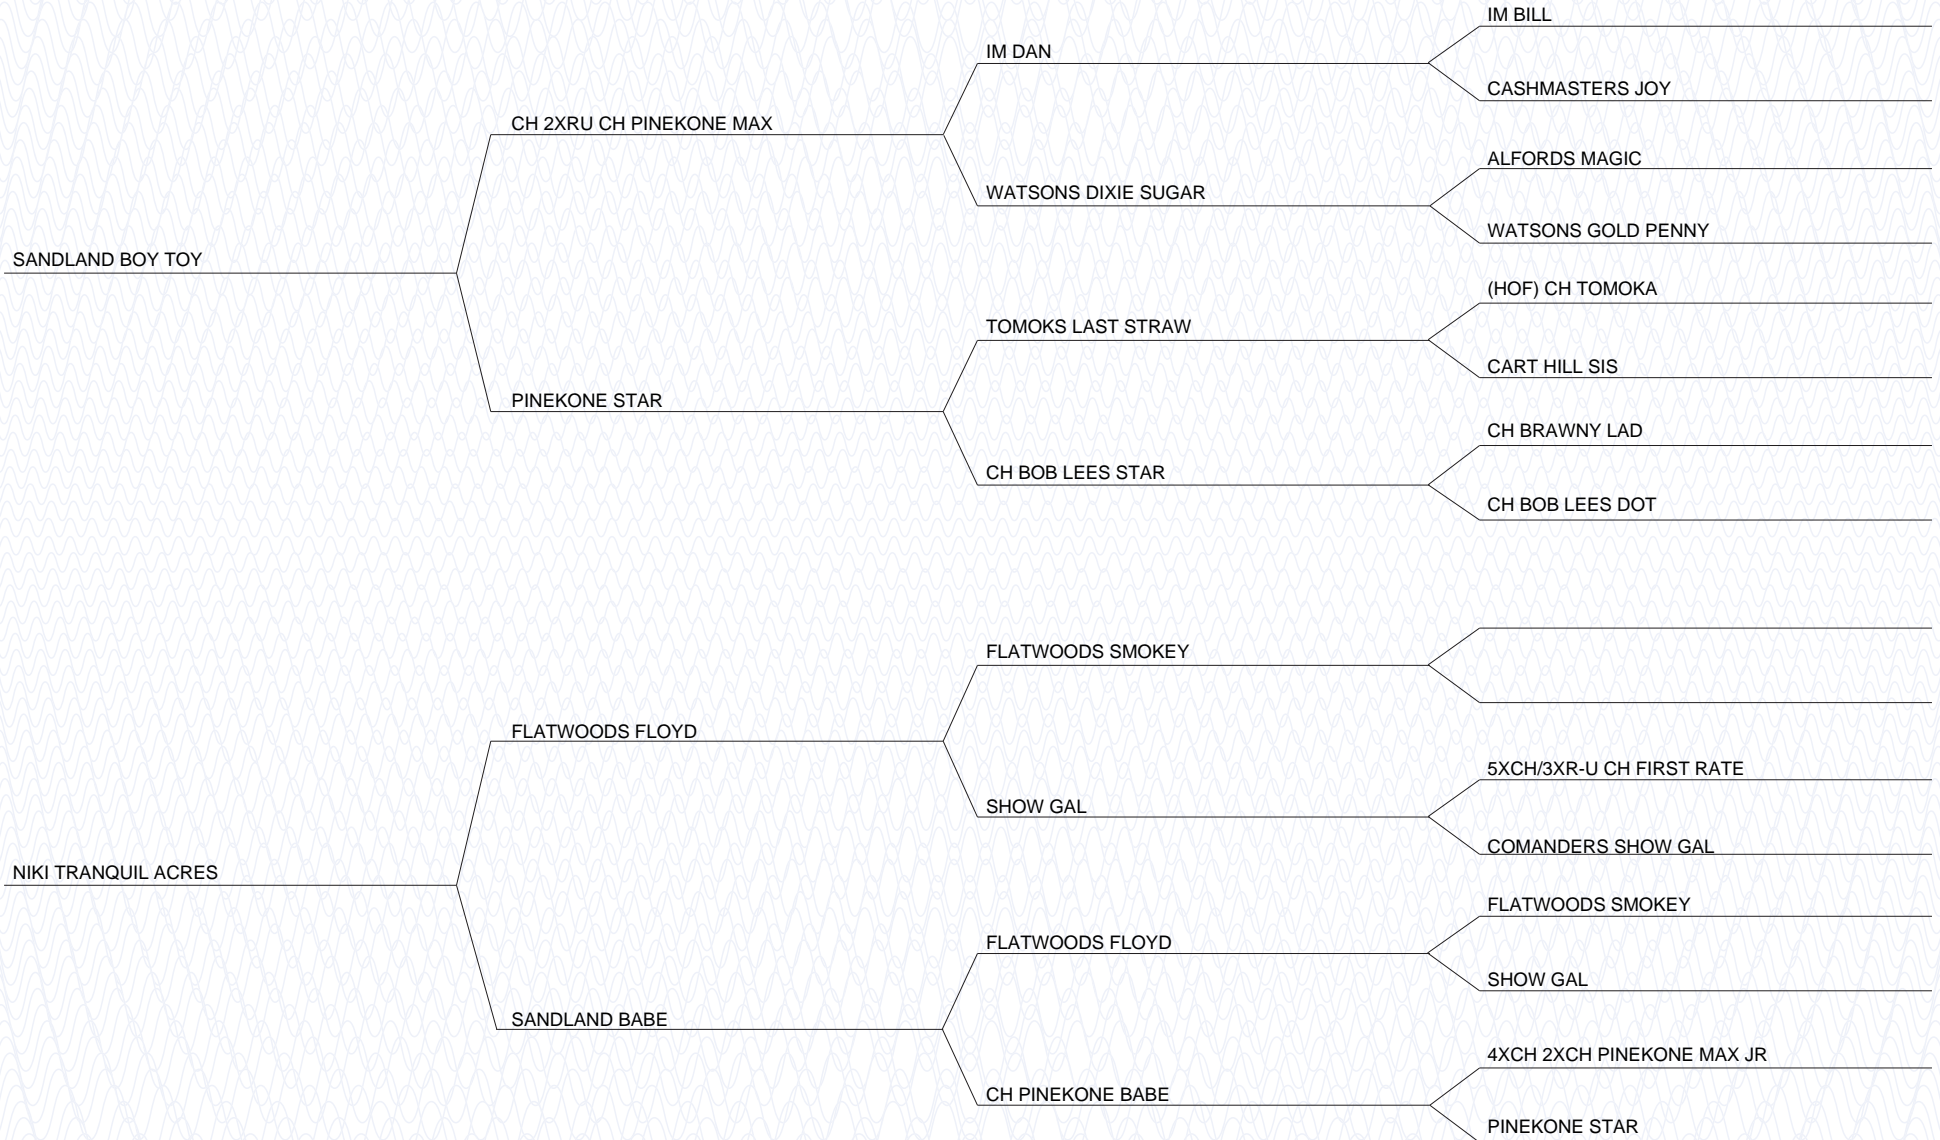 IM BILL
IM DAN
CASHMASTERS JOY
CH 2XRU CH PINEKONE MAX
ALFORDS MAGIC
WATSONS DIXIE SUGAR
WATSONS GOLD PENNY
SANDLAND BOY TOY
(HOF) CH TOMOKA
TOMOKS LAST STRAW
CART HILL SIS
PINEKONE STAR
CH BRAWNY LAD
CH BOB LEES STAR
CH BOB LEES DOT
FLATWOODS SMOKEY
FLATWOODS FLOYD
5XCH/3XR-U CH FIRST RATE
SHOW GAL
COMANDERS SHOW GAL
NIKI TRANQUIL ACRES
FLATWOODS SMOKEY
FLATWOODS FLOYD
SHOW GAL
SANDLAND BABE
4XCH 2XCH PINEKONE MAX JR
CH PINEKONE BABE
PINEKONE STAR